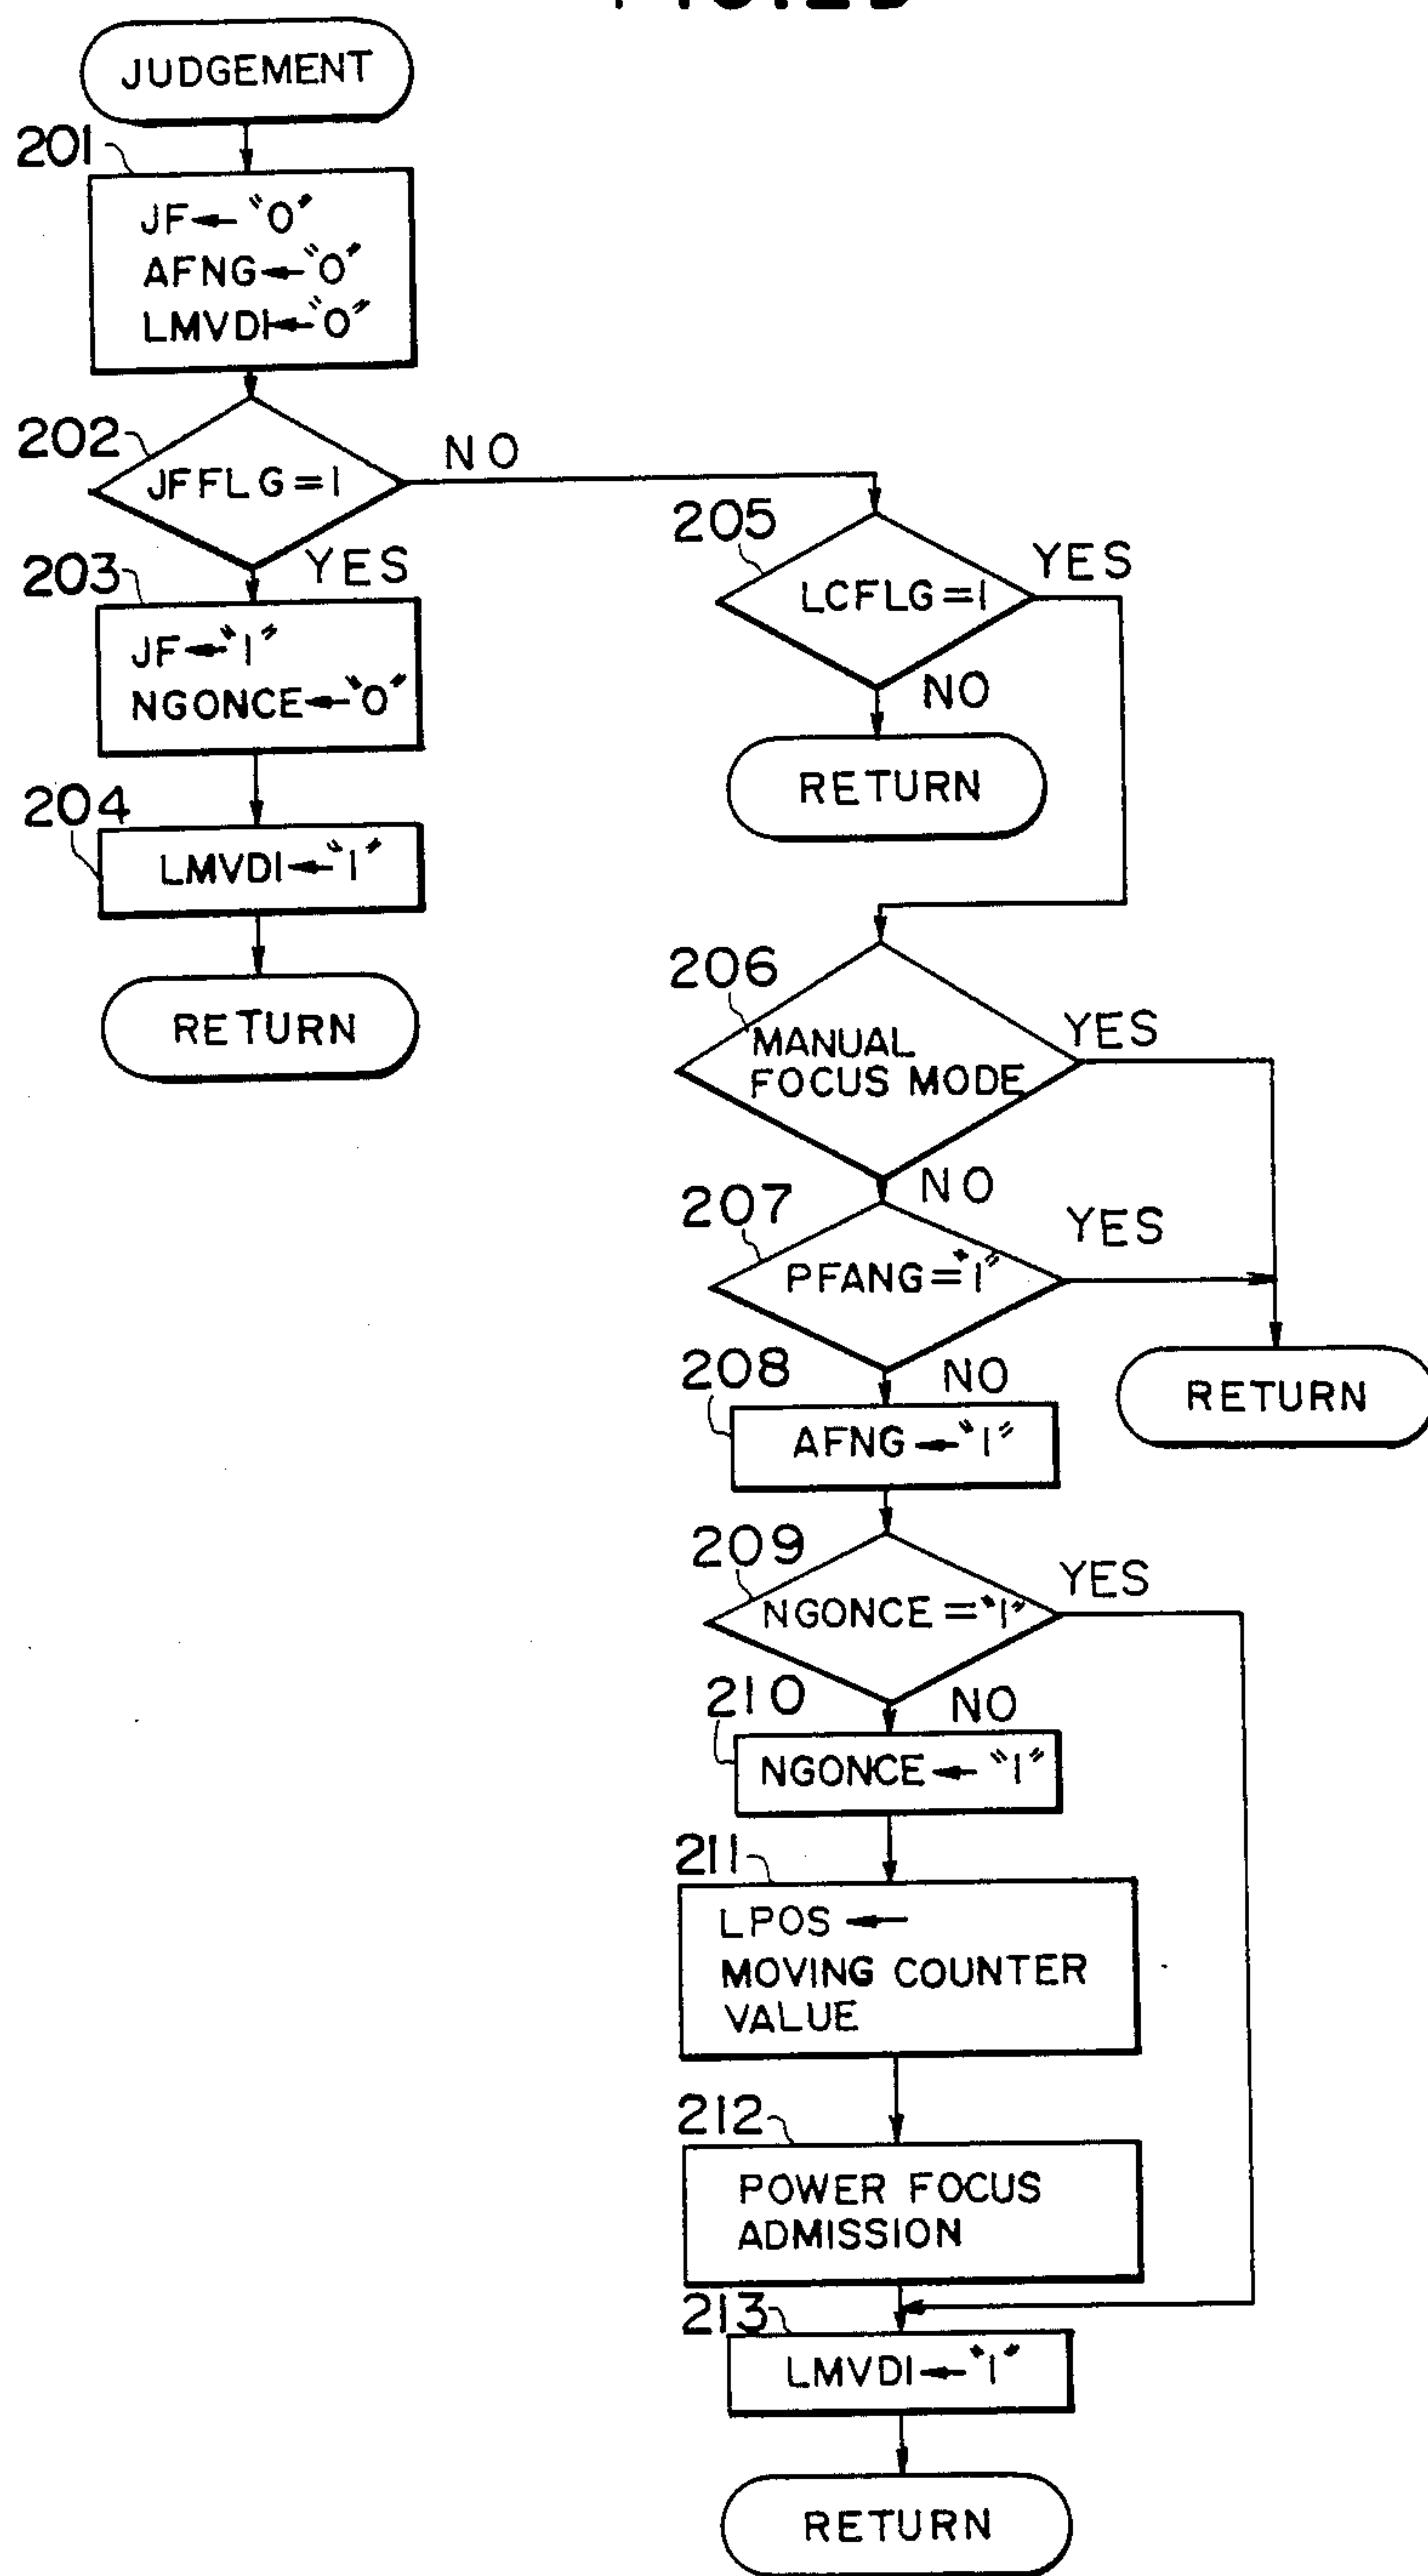 JUDGEMENT
201
JF←"0"
AFNG←"0"
LMVDI←"0"
202
JFFLG=1
NO
YES
203
JF←"1"
NGONCE←"0"
204
LMVDI←"1"
RETURN
205
LCFLG=1
YES
NO
RETURN
206
MANUAL
FOCUS MODE
YES
NO
207
PFANG="1"
YES
NO
RETURN
208
AFNG←"1"
209
NGONCE="1"
YES
NO
210
NGONCE←"1"
211
LPOS←
MOVING COUNTER
VALUE
212
POWER FOCUS
ADMISSION
213
LMVDI←"1"
RETURN